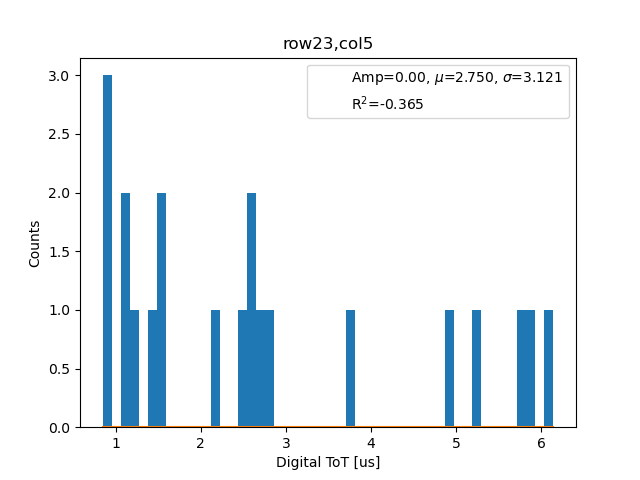 row23,col5
Amp=0.00, μ=2.750, σ=3.121
R²=-0.365
3.0
2.5
2.0
1.5
1.0
0.5
0.0
Counts
1 2 3 4 5 6
Digital ToT [us]